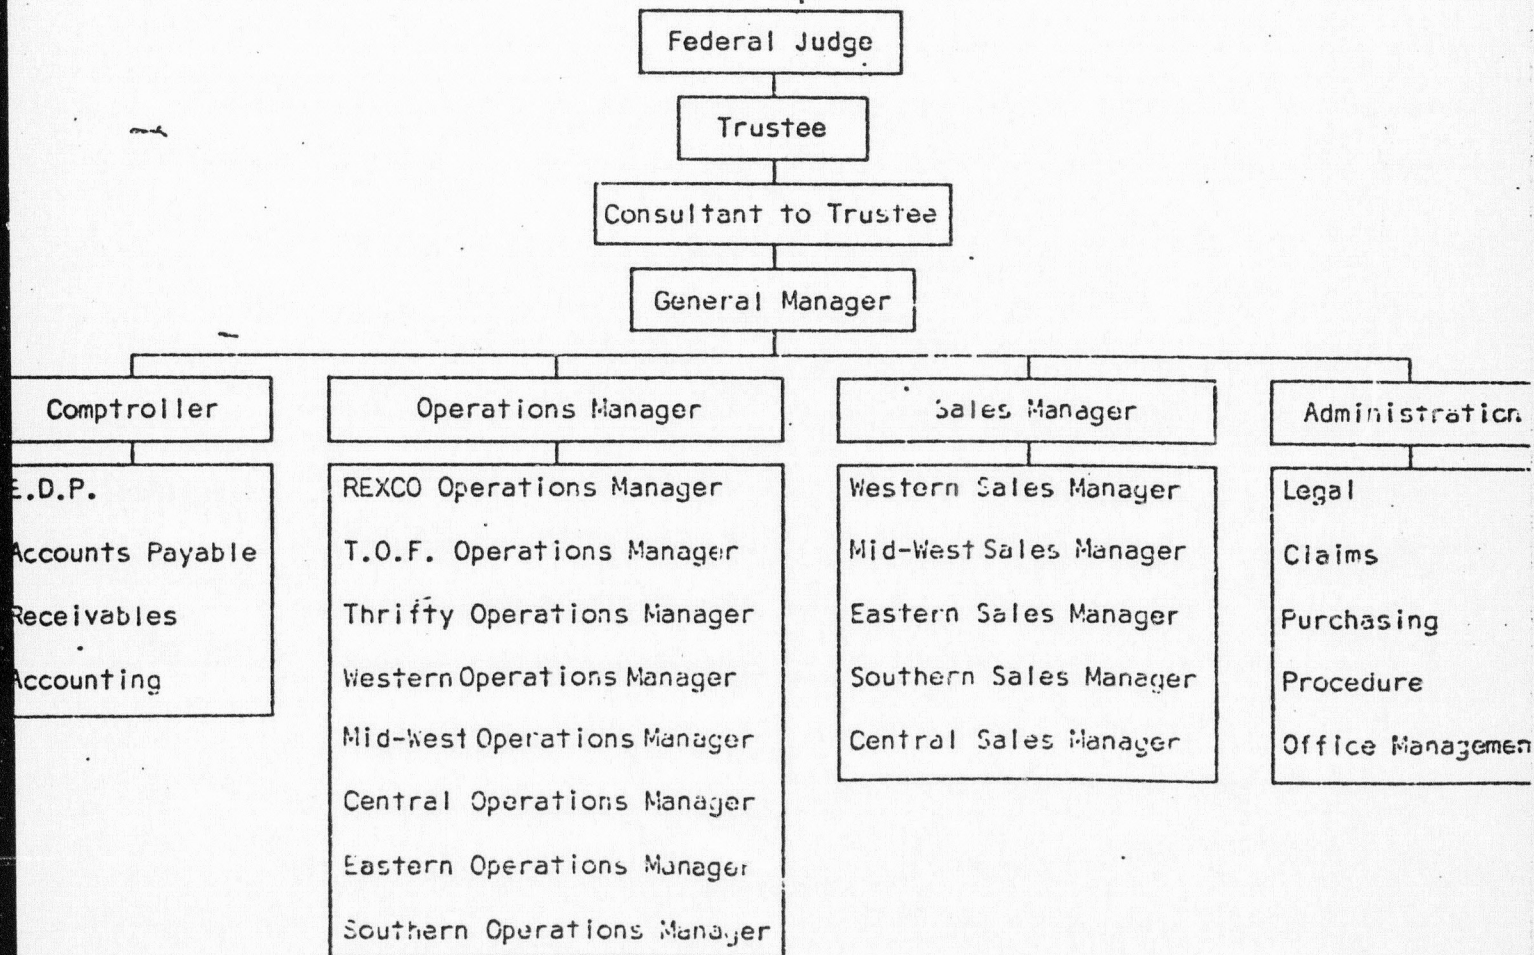 Federal Judge
Trustee
Consultant to Trustee
General Manager
Comptroller
E.D.P.
Accounts Payable
Receivables
Accounting
Operations Manager
REXCO Operations Manager
T.O.F. Operations Manager
Thrifty Operations Manager
Western Operations Manager
Mid-West Operations Manager
Central Operations Manager
Eastern Operations Manager
Southern Operations Manager
Sales Manager
Western Sales Manager
Mid-West Sales Manager
Eastern Sales Manager
Southern Sales Manager
Central Sales Manager
Administration
Legal
Claims
Purchasing
Procedure
Office Managemen